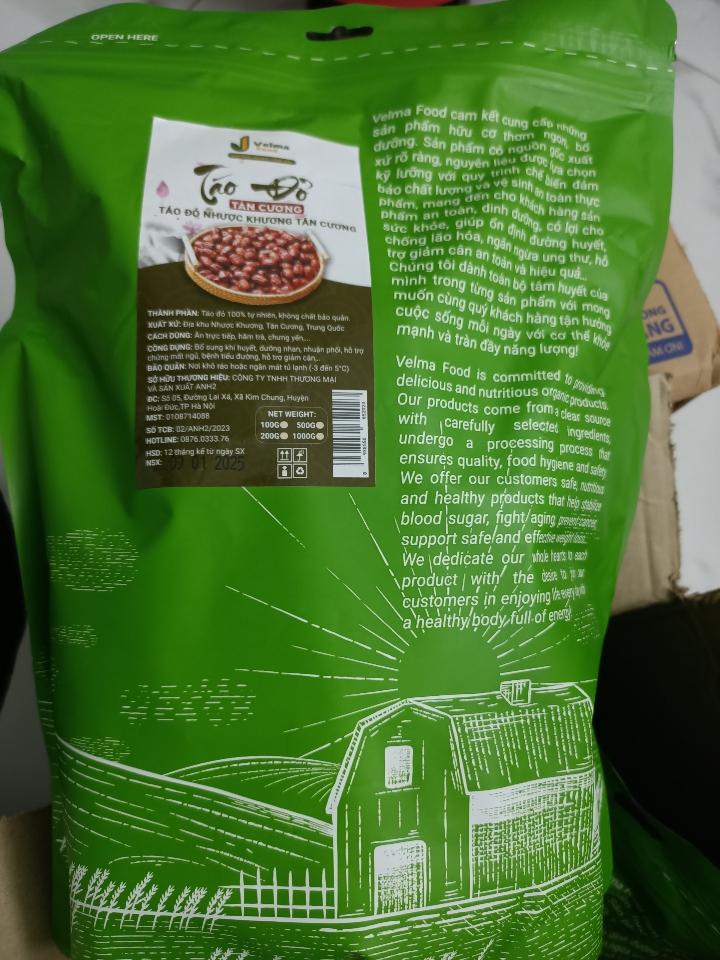 OPEN HERE
Velma
Food
Táo Đỏ
TÂN CƯƠNG
TÁO ĐỎ NHƯỢC KHƯƠNG TÂN CƯƠNG
THÀNH PHẦN: Táo đỏ 100% tự nhiên, không chất bảo quản.
XUẤT XỨ: Địa khu Nhược Khương, Tân Cương, Trung Quốc
CÁCH DÙNG: Ăn trực tiếp, hãm trà, chưng yến,...
CÔNG DỤNG: Bổ sung khí huyết, dưỡng nhan, nhuận phổi, hỗ trợ
chứng mất ngủ, bệnh tiểu đường, hỗ trợ giảm cân,..
BẢO QUẢN: Nơi khô ráo hoặc ngăn mát tủ lạnh (-3 đến 5°C)
SỞ HỮU THƯƠNG HIỆU: CÔNG TY TNHH THƯƠNG MẠI
VÀ SẢN XUẤT ANH2
ĐC: Số 05, Đường Lai Xá, Xã Kim Chung, Huyện
Hoài Đức,TP Hà Nội
MST: 0108714088
SỐ TCB: 02/ANH2/2023
HOTLINE: 0876.0333.76
HSD: 12 tháng kể từ ngày SX
NSX: 09 01 2025
NET WEIGHT:
100G 500G
200G 1000G
Velma Food cam kết cung cấp những
sản phẩm hữu cơ thơm ngon, bổ
dưỡng. Sản phẩm có nguồn gốc xuất
xứ rõ ràng, nguyên liệu được lựa chọn
kỹ lưỡng với quy trình chế biến đảm
bảo chất lượng và vệ sinh an toàn thực
phẩm, mang đến cho khách hàng sản
phẩm an toàn, dinh dưỡng, có lợi cho
sức khỏe, giúp ổn định đường huyết,
chống lão hóa, ngăn ngừa ung thư, hỗ
trợ giảm cân an toàn và hiệu quả...
Chúng tôi dành toàn bộ tâm huyết của
mình trong từng sản phẩm với mong
muốn cùng quý khách hàng tận hưởng
cuộc sống mỗi ngày với cơ thể khỏe
mạnh và tràn đầy năng lượng!
Velma Food is committed to providing
delicious and nutritious organic products.
Our products come from a clear source
with carefully selected ingredients,
undergo a processing process that
ensures quality, food hygiene and safety.
We offer our customers safe, nutritious
and healthy products that help stabilize
blood sugar, fight aging, prevent cancer,
support safe and effective weight loss...
We dedicate our whole hearts to each
product with the desire to join our
customers in enjoying life every day with
a healthy body full of energy!